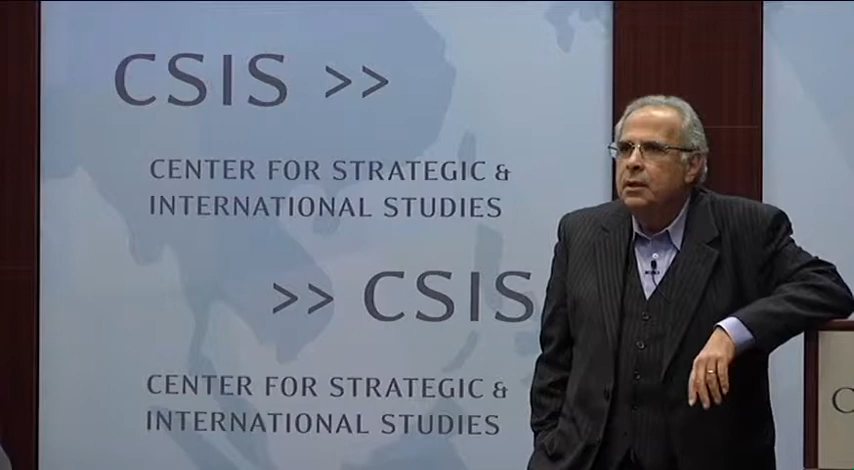 CSIS >>
CENTER FOR STRATEGIC &
INTERNATIONAL STUDIES
>> CSIS
CENTER FOR STRATEGIC &
INTERNATIONAL STUDIES
C